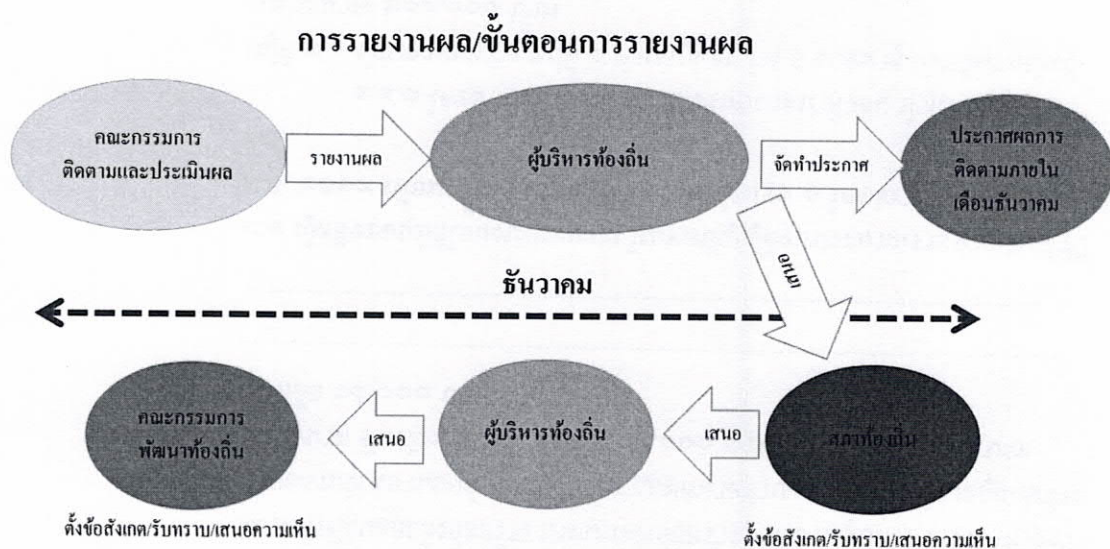 การรายงานผล/ขั้นตอนการรายงานผล
คณะกรรมการ
ติดตามและประเมินผล
รายงานผล
ผู้บริหารท้องถิ่น
จัดทำประกาศ
ประกาศผลการ
ติดตามภายใน
เดือนธันวาคม
เสนอ
ธันวาคม
คณะกรรมการ
พัฒนาท้องถิ่น
เสนอ
ผู้บริหารท้องถิ่น
เสนอ
สภาท้องถิ่น
ตั้งข้อสังเกต/รับทราบ/เสนอความเห็น
ตั้งข้อสังเกต/รับทราบ/เสนอความเห็น